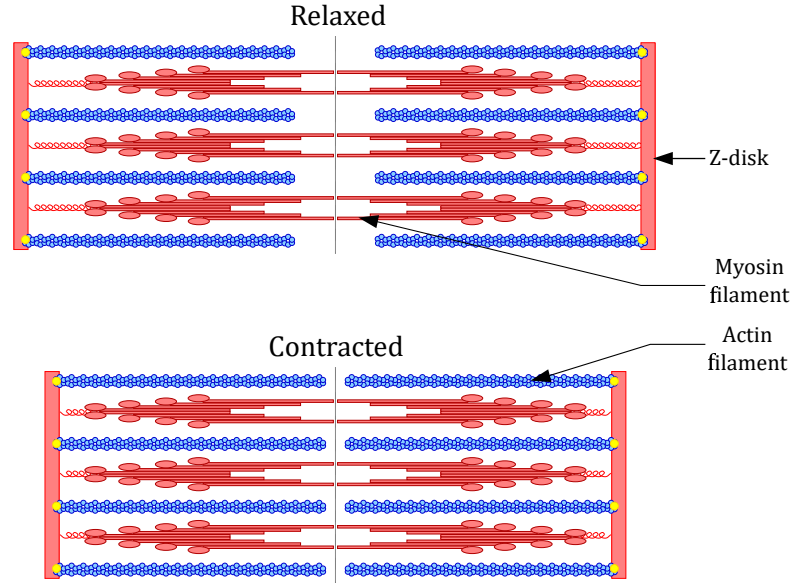 Relaxed
Z-disk
Myosin
filament
Actin
filament
Contracted